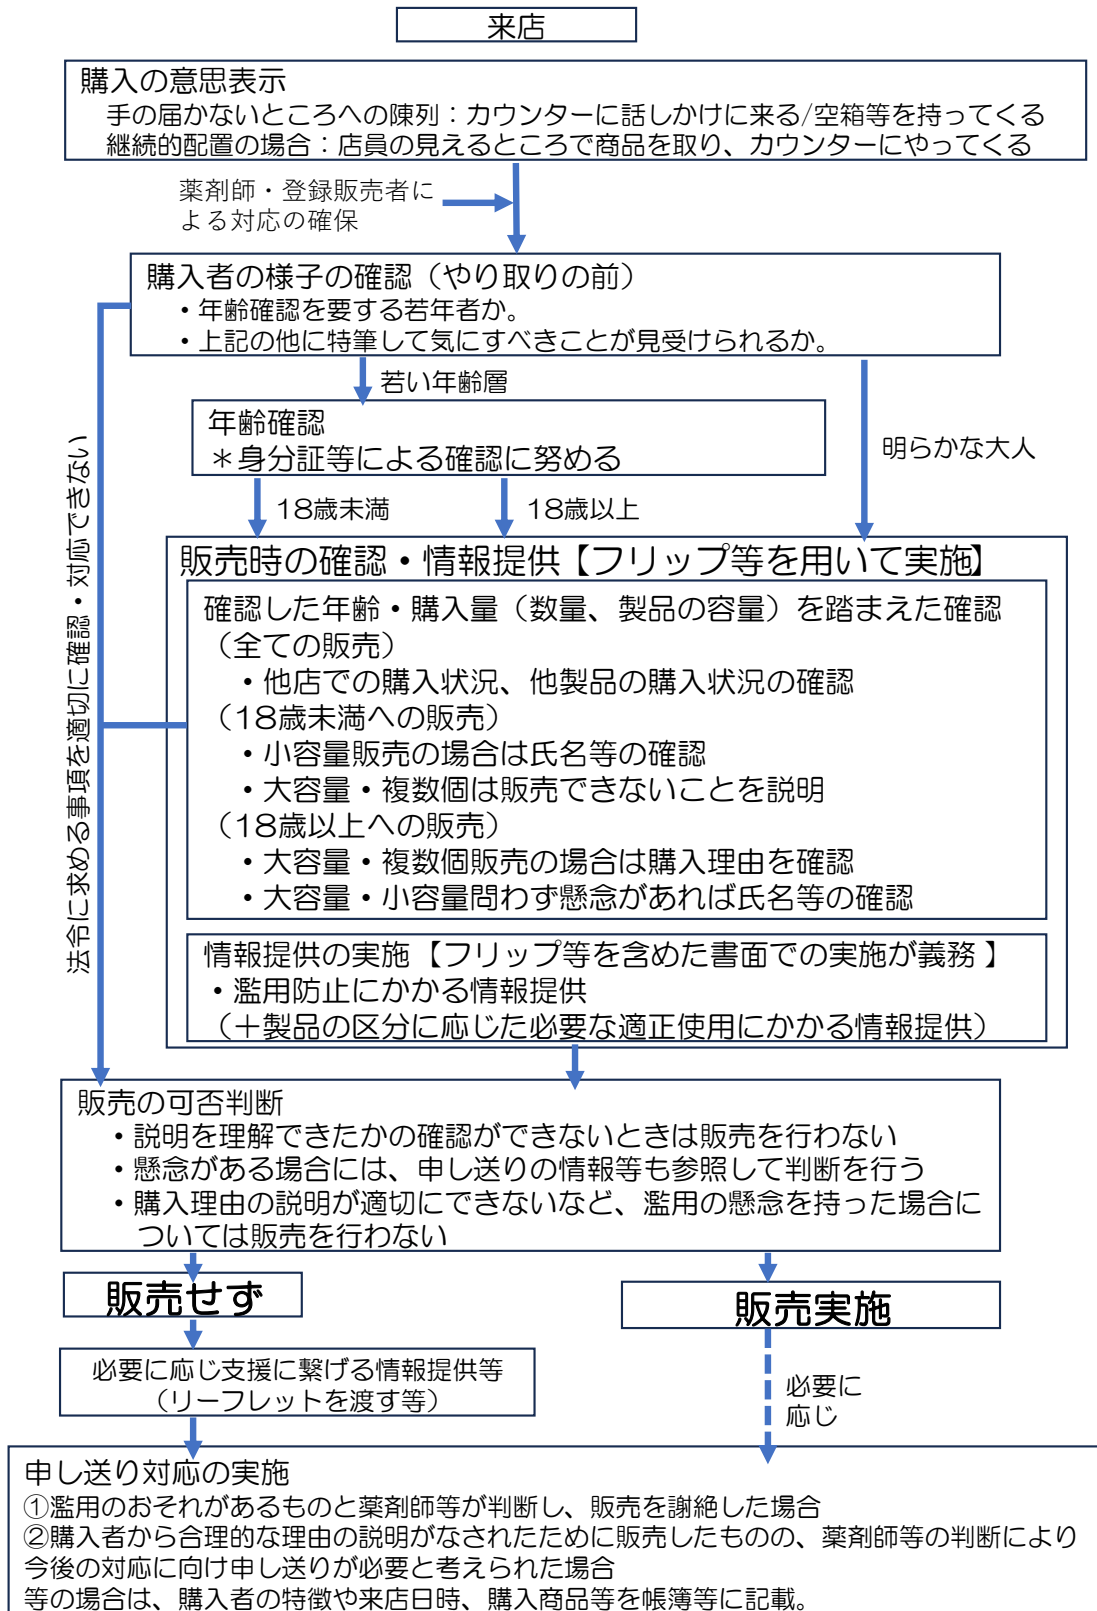 来店
購入の意思表示
手の届かないところへの陳列：カウンターに話しかけに来る/空箱等を持ってくる
継続的配置の場合：店員の見えるところで商品を取り、カウンターにやってくる
薬剤師・登録販売者に
よる対応の確保
購入者の様子の確認（やり取りの前）
・年齢確認を要する若年者か。
・上記の他に特筆して気にすべきことが見受けられるか。
若い年齢層
年齢確認
＊身分証等による確認に努める
明らかな大人
18歳未満
18歳以上
法令に求める事項を適切に確認・対応できない
販売時の確認・情報提供【フリップ等を用いて実施】
確認した年齢・購入量（数量、製品の容量）を踏まえた確認
（全ての販売）
・他店での購入状況、他製品の購入状況の確認
（18歳未満への販売）
・小容量販売の場合は氏名等の確認
・大容量・複数個は販売できないことを説明
（18歳以上への販売）
・大容量・複数個販売の場合は購入理由を確認
・大容量・小容量問わず懸念があれば氏名等の確認
情報提供の実施【フリップ等を含めた書面での実施が義務】
・濫用防止にかかる情報提供
（＋製品の区分に応じた必要な適正使用にかかる情報提供）
販売の可否判断
・説明を理解できたかの確認ができないときは販売を行わない
・懸念がある場合には、申し送りの情報等も参照して判断を行う
・購入理由の説明が適切にできないなど、濫用の懸念を持った場合に
ついては販売を行わない
販売せず
販売実施
必要に応じ支援に繋げる情報提供等
（リーフレットを渡す等）
必要に
応じ
申し送り対応の実施
①濫用のおそれがあるものと薬剤師等が判断し、販売を謝絶した場合
②購入者から合理的な理由の説明がなされたために販売したものの、薬剤師等の判断により
今後の対応に向け申し送りが必要と考えられた場合
等の場合は、購入者の特徴や来店日時、購入商品等を帳簿等に記載。